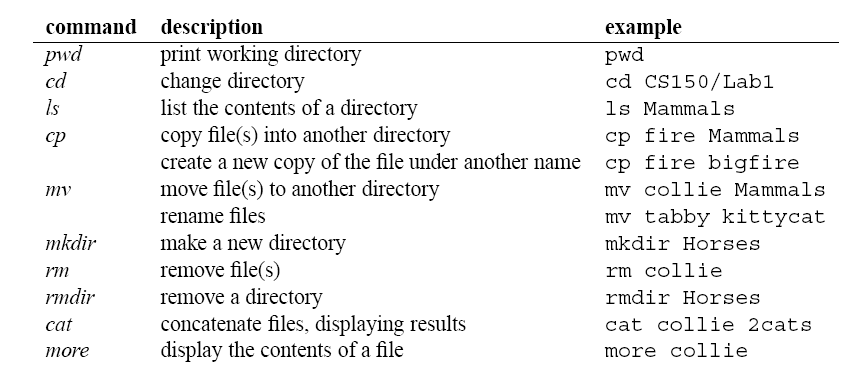 command description example
pwd print working directory pwd
cd change directory cd CS150/Lab1
ls list the contents of a directory ls Mammals
cp copy file(s) into another directory cp fire Mammals
create a new copy of the file under another name cp fire bigfire
mv move file(s) to another directory mv collie Mammals
rename files mv tabby kittycat
mkdir make a new directory mkdir Horses
rm remove file(s) rm collie
rmdir remove a directory rmdir Horses
cat concatenate files, displaying results cat collie 2cats
more display the contents of a file more collie